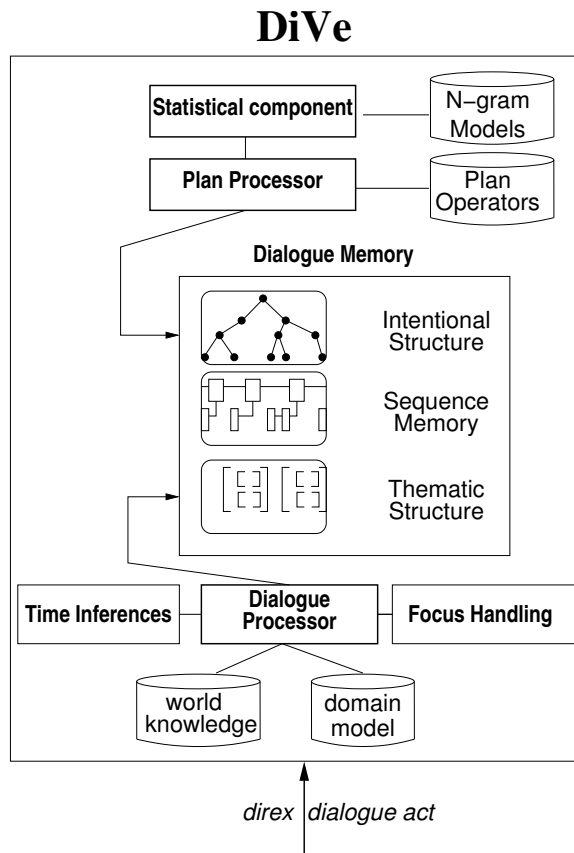 DiVe
Statistical component
N−gram
Models
Plan Processor
Plan
Operators
Dialogue Memory
Intentional
Structure
Sequence
Memory
Thematic
Structure
Time Inferences
Dialogue
Processor
Focus Handling
world
knowledge
domain
model
direx dialogue act